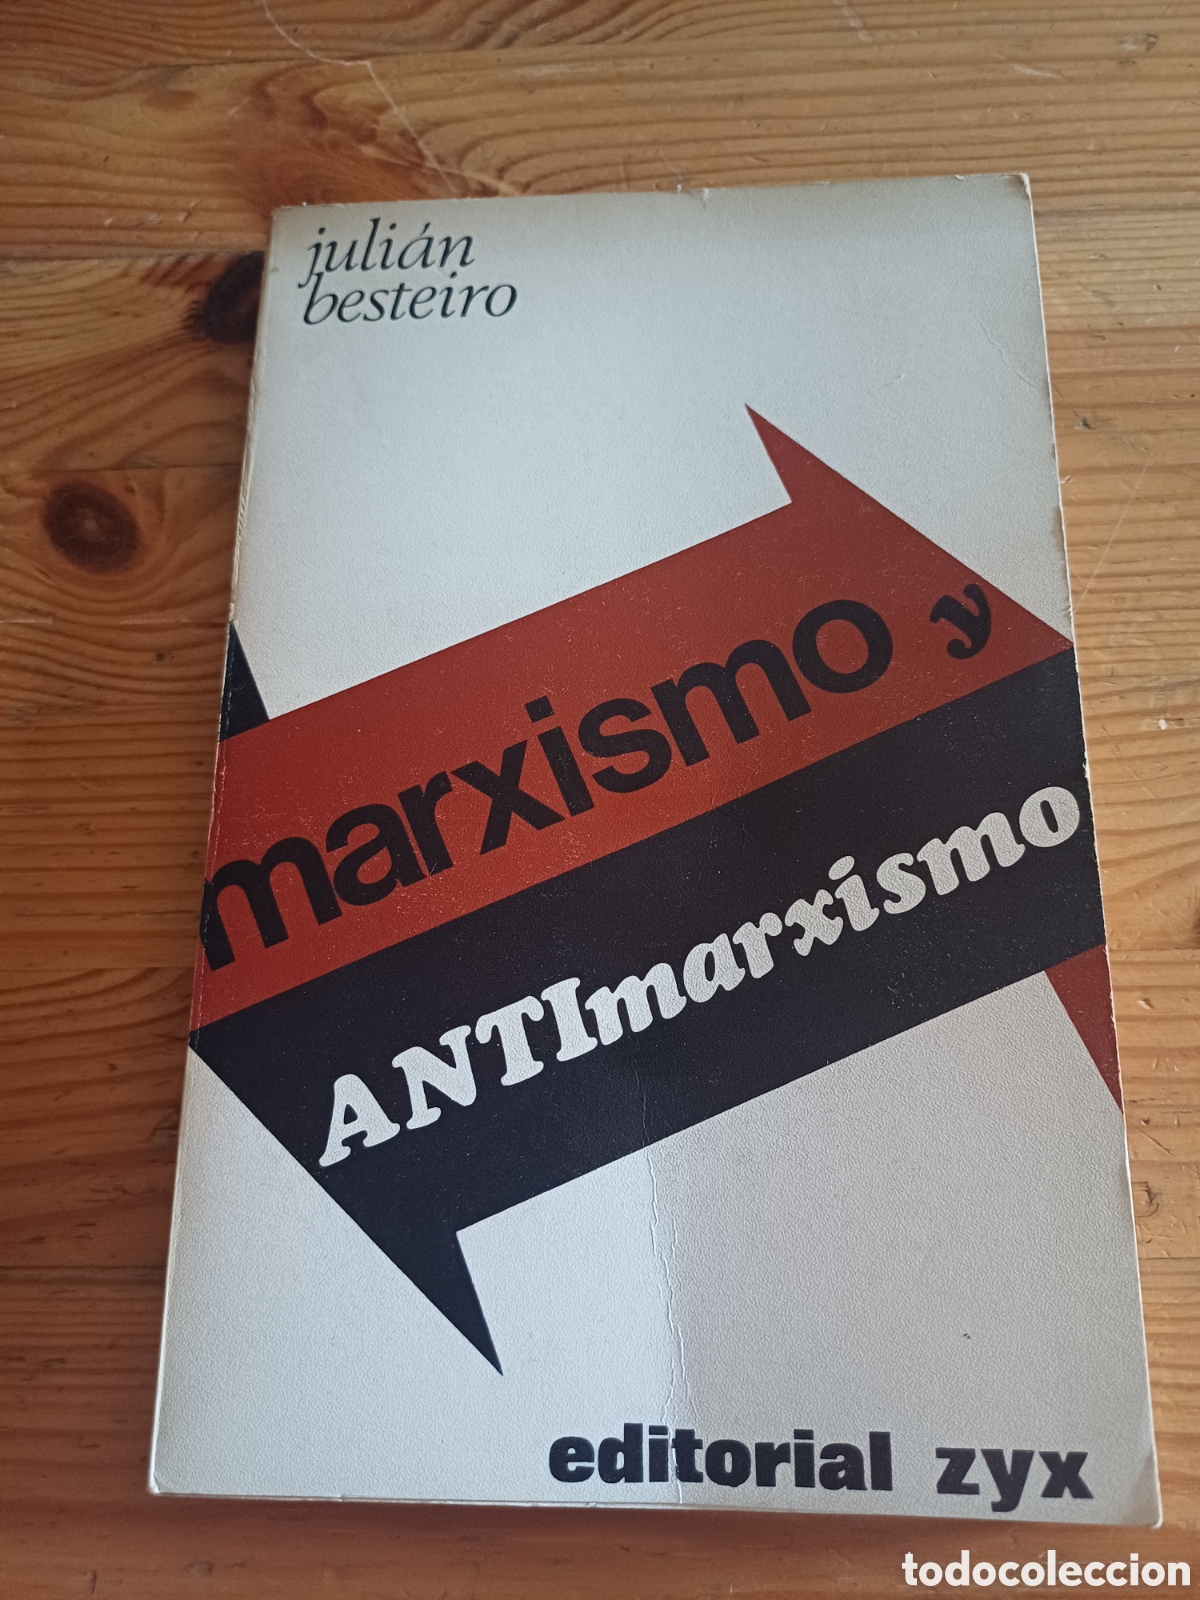 julián
besteiro
marxismo y
ANTImarxismo
editorial zyx
todocoleccion